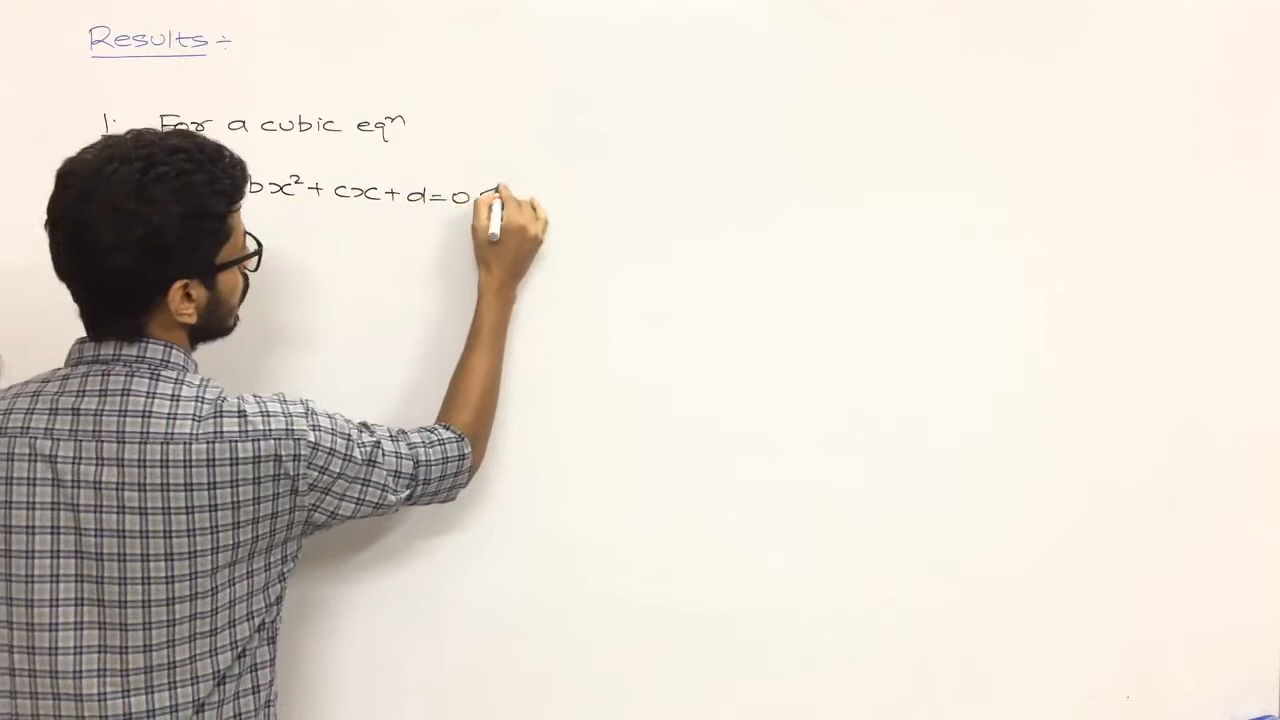 Results ÷
1. For a cubic eqⁿ
bx² + cx + d = 0